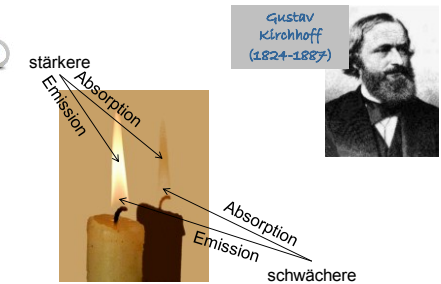 Gustav
Kirchhoff
(1824-1887)
stärkere
Absorption
Emission
Absorption
Emission
schwächere